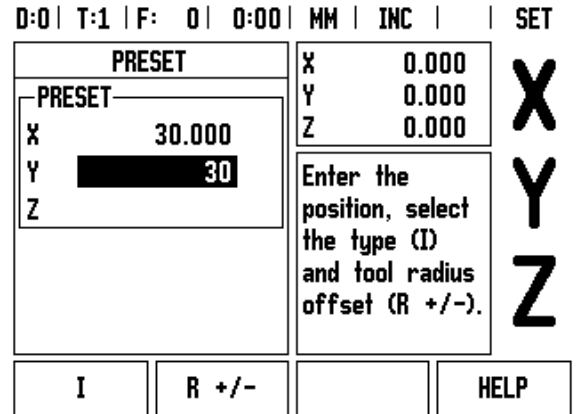 D:0 | T:1 | F: 0 | 0:00 | MM | INC | | SET
PRESET
PRESET
X 30.000
Y 30
Z
X 0.000
Y 0.000
Z 0.000
Enter the
position, select
the type (I)
and tool radius
offset (R +/-).
X
Y
Z
I R +/- HELP